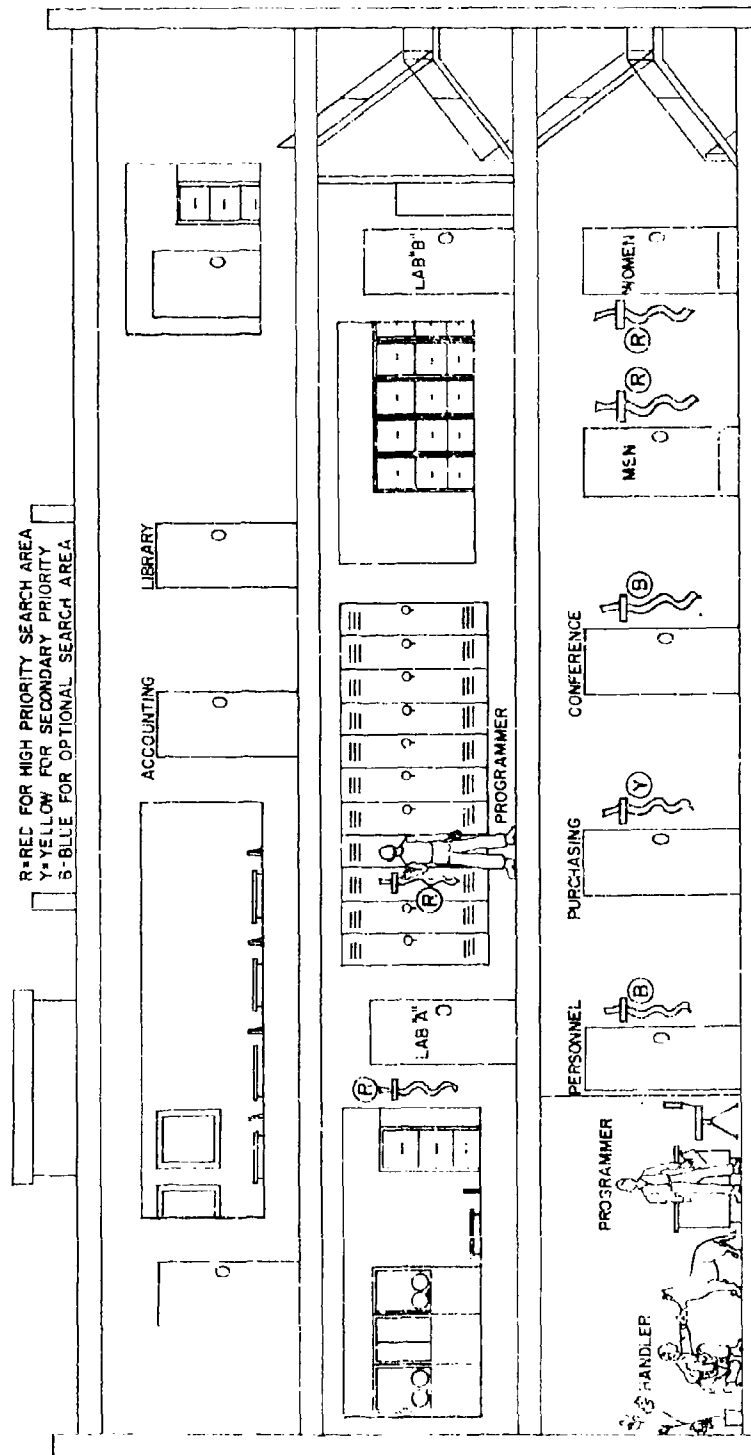 R=RED FOR HIGH PRIORITY SEARCH AREA
Y=YELLOW FOR SECONDARY PRIORITY
B-BLUE FOR OPTIONAL SEARCH AREA
ACCOUNTING
LIBRARY
R
LAB "A"
R
PROGRAMMER
LAB "B"
HANDLER
PROGRAMMER
PERSONNEL
B
PURCHASING
Y
CONFERENCE
B
MEN
R
R
WOMEN